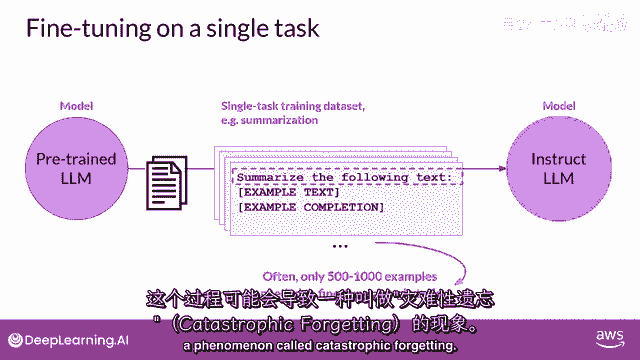 Fine-tuning on a single task
Model
Single-task training dataset,
e.g. summarization
Model
Pre-trained
LLM
Summarize the following text:
[EXAMPLE TEXT]
[EXAMPLE COMPLETION]
...
Instruct
LLM
Often, only 500-1000 examples
这个过程可能会导致一种叫做"灾难性遗忘
"（Catastrophic Forgetting）的现象。
a phenomenon called catastrophic forgetting.
DeepLearning.AI
aws